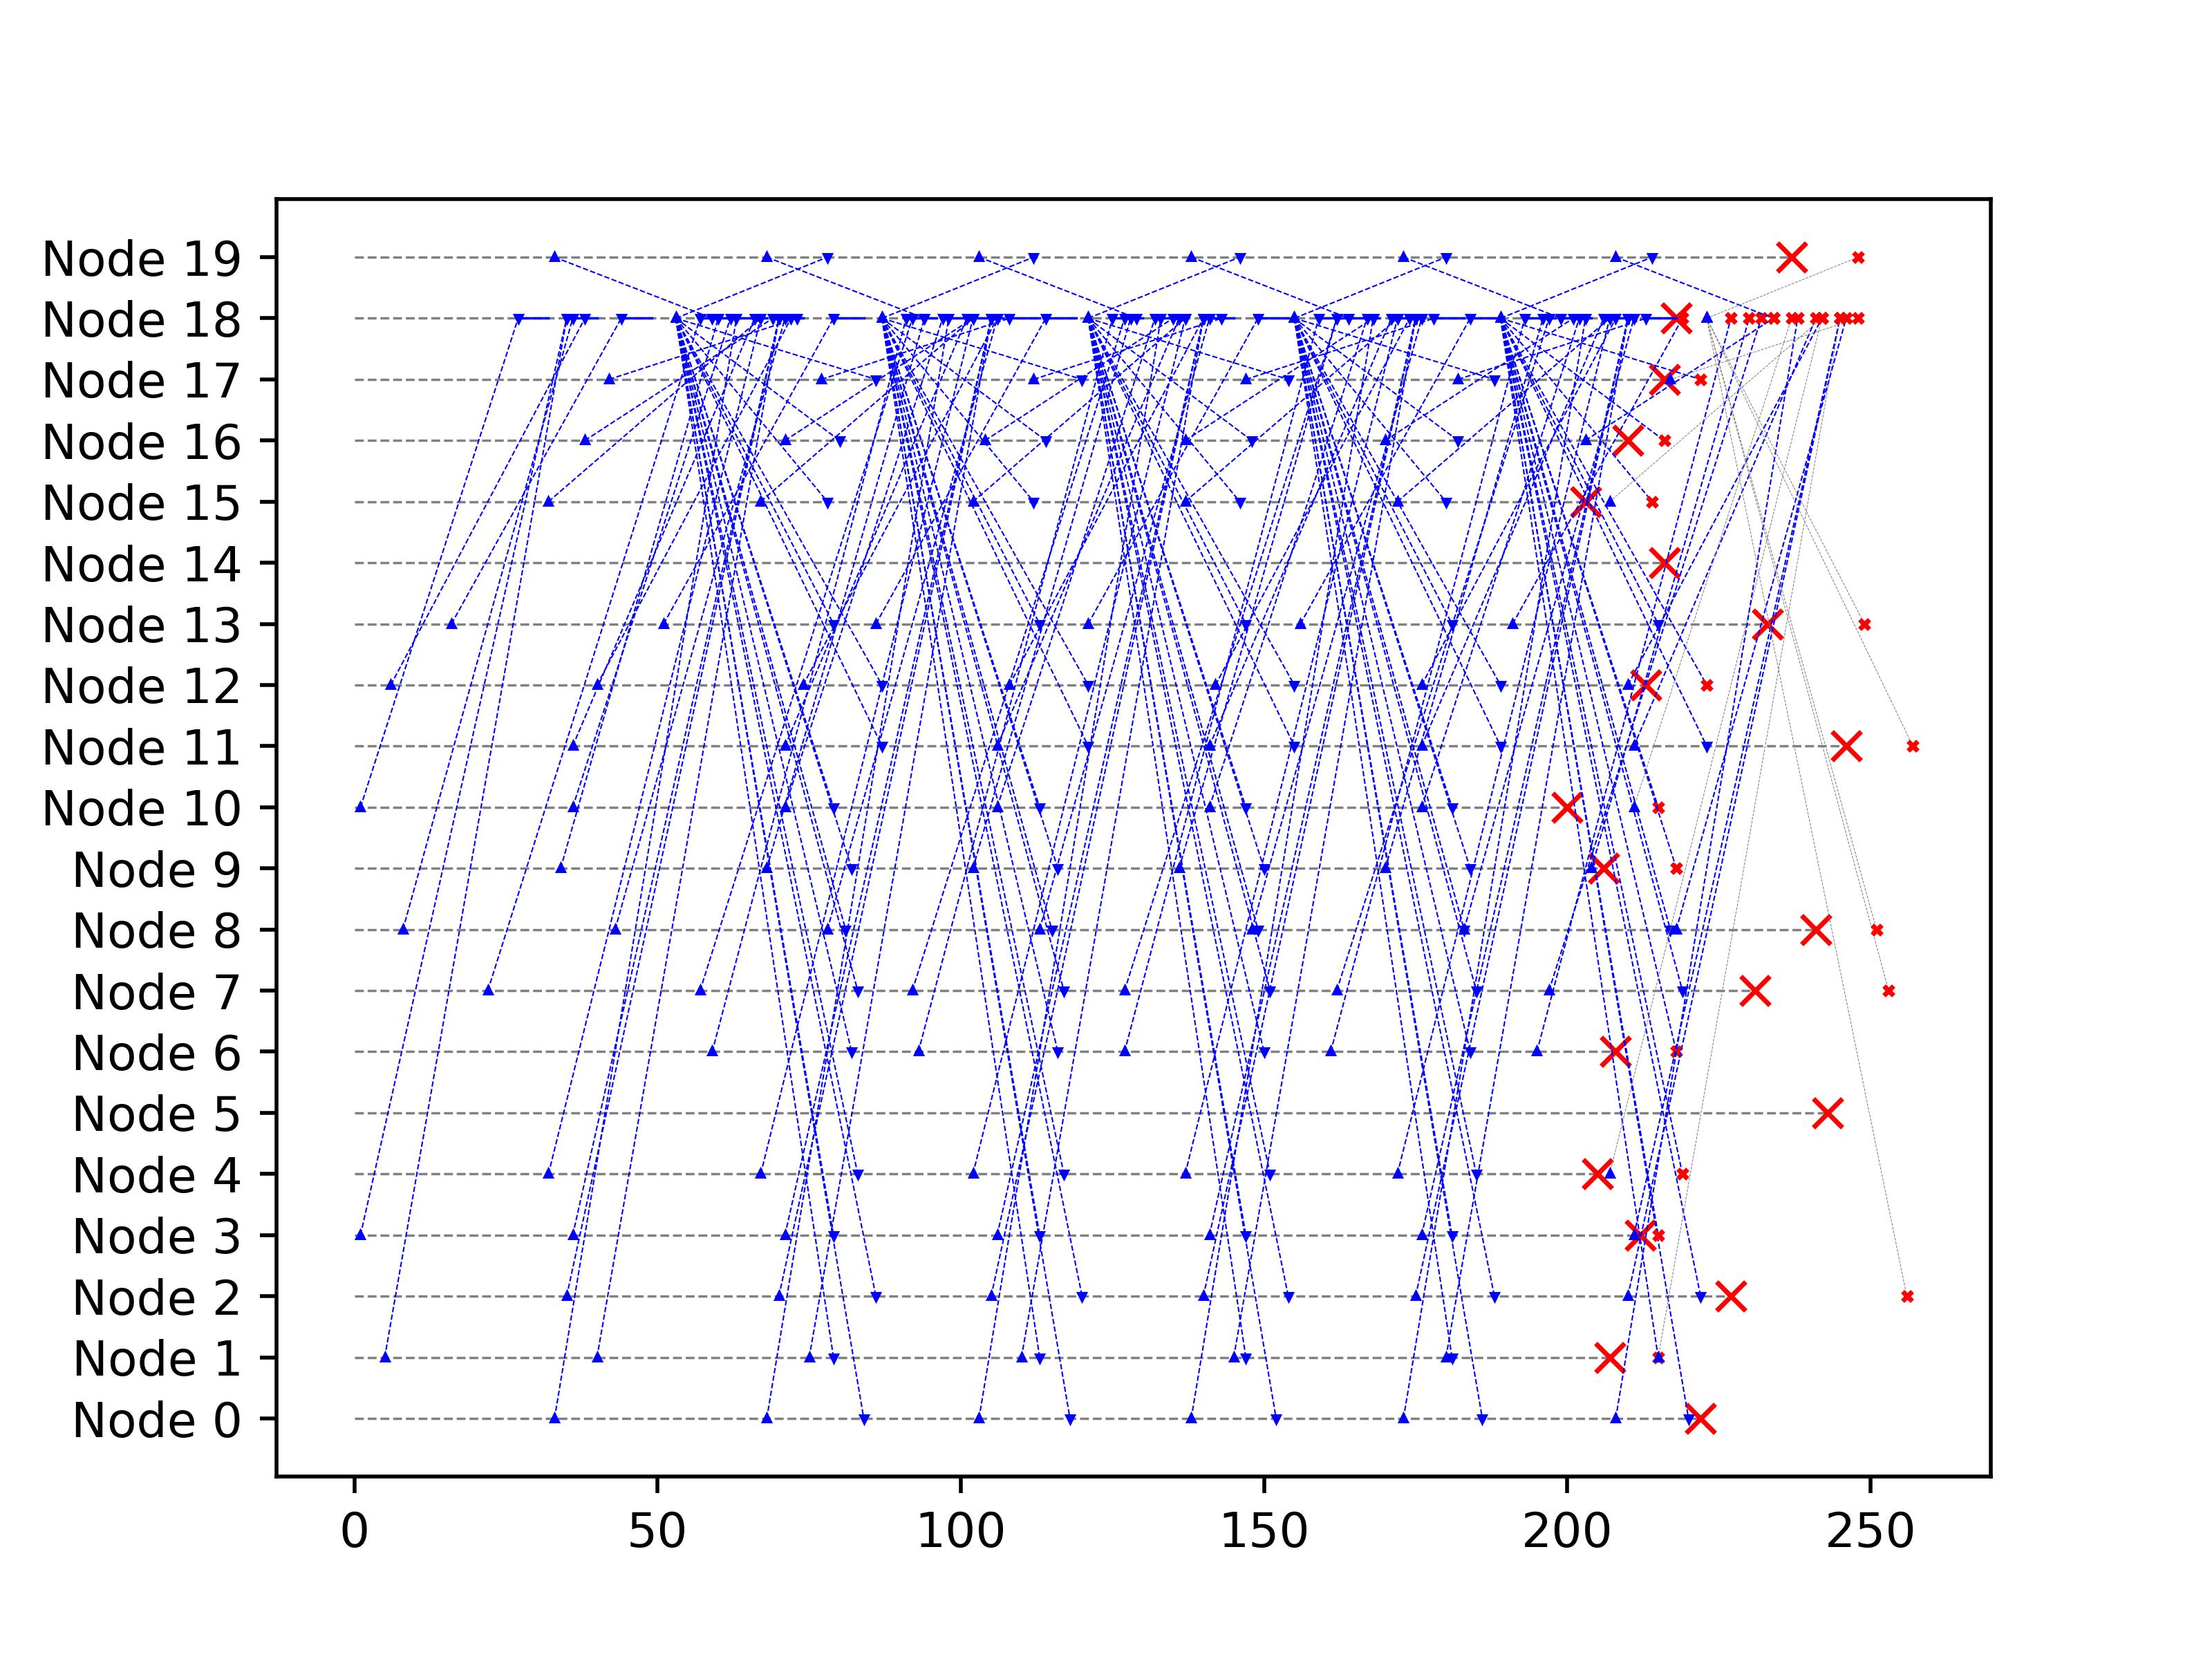 Node 19
Node 18
Node 17
Node 16
Node 15
Node 14
Node 13
Node 12
Node 11
Node 10
Node 9
Node 8
Node 7
Node 6
Node 5
Node 4
Node 3
Node 2
Node 1
Node 0
0 50 100 150 200 250